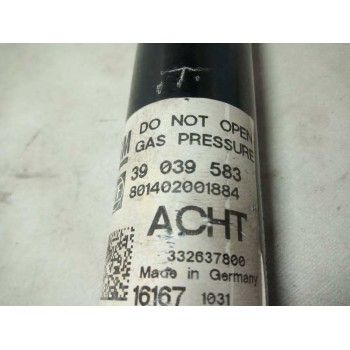 T.
DO NOT OPEN
GAS PRESSURE
39 039 583
801402001884
ACHT
332637800
Made in Germany
16167 1031